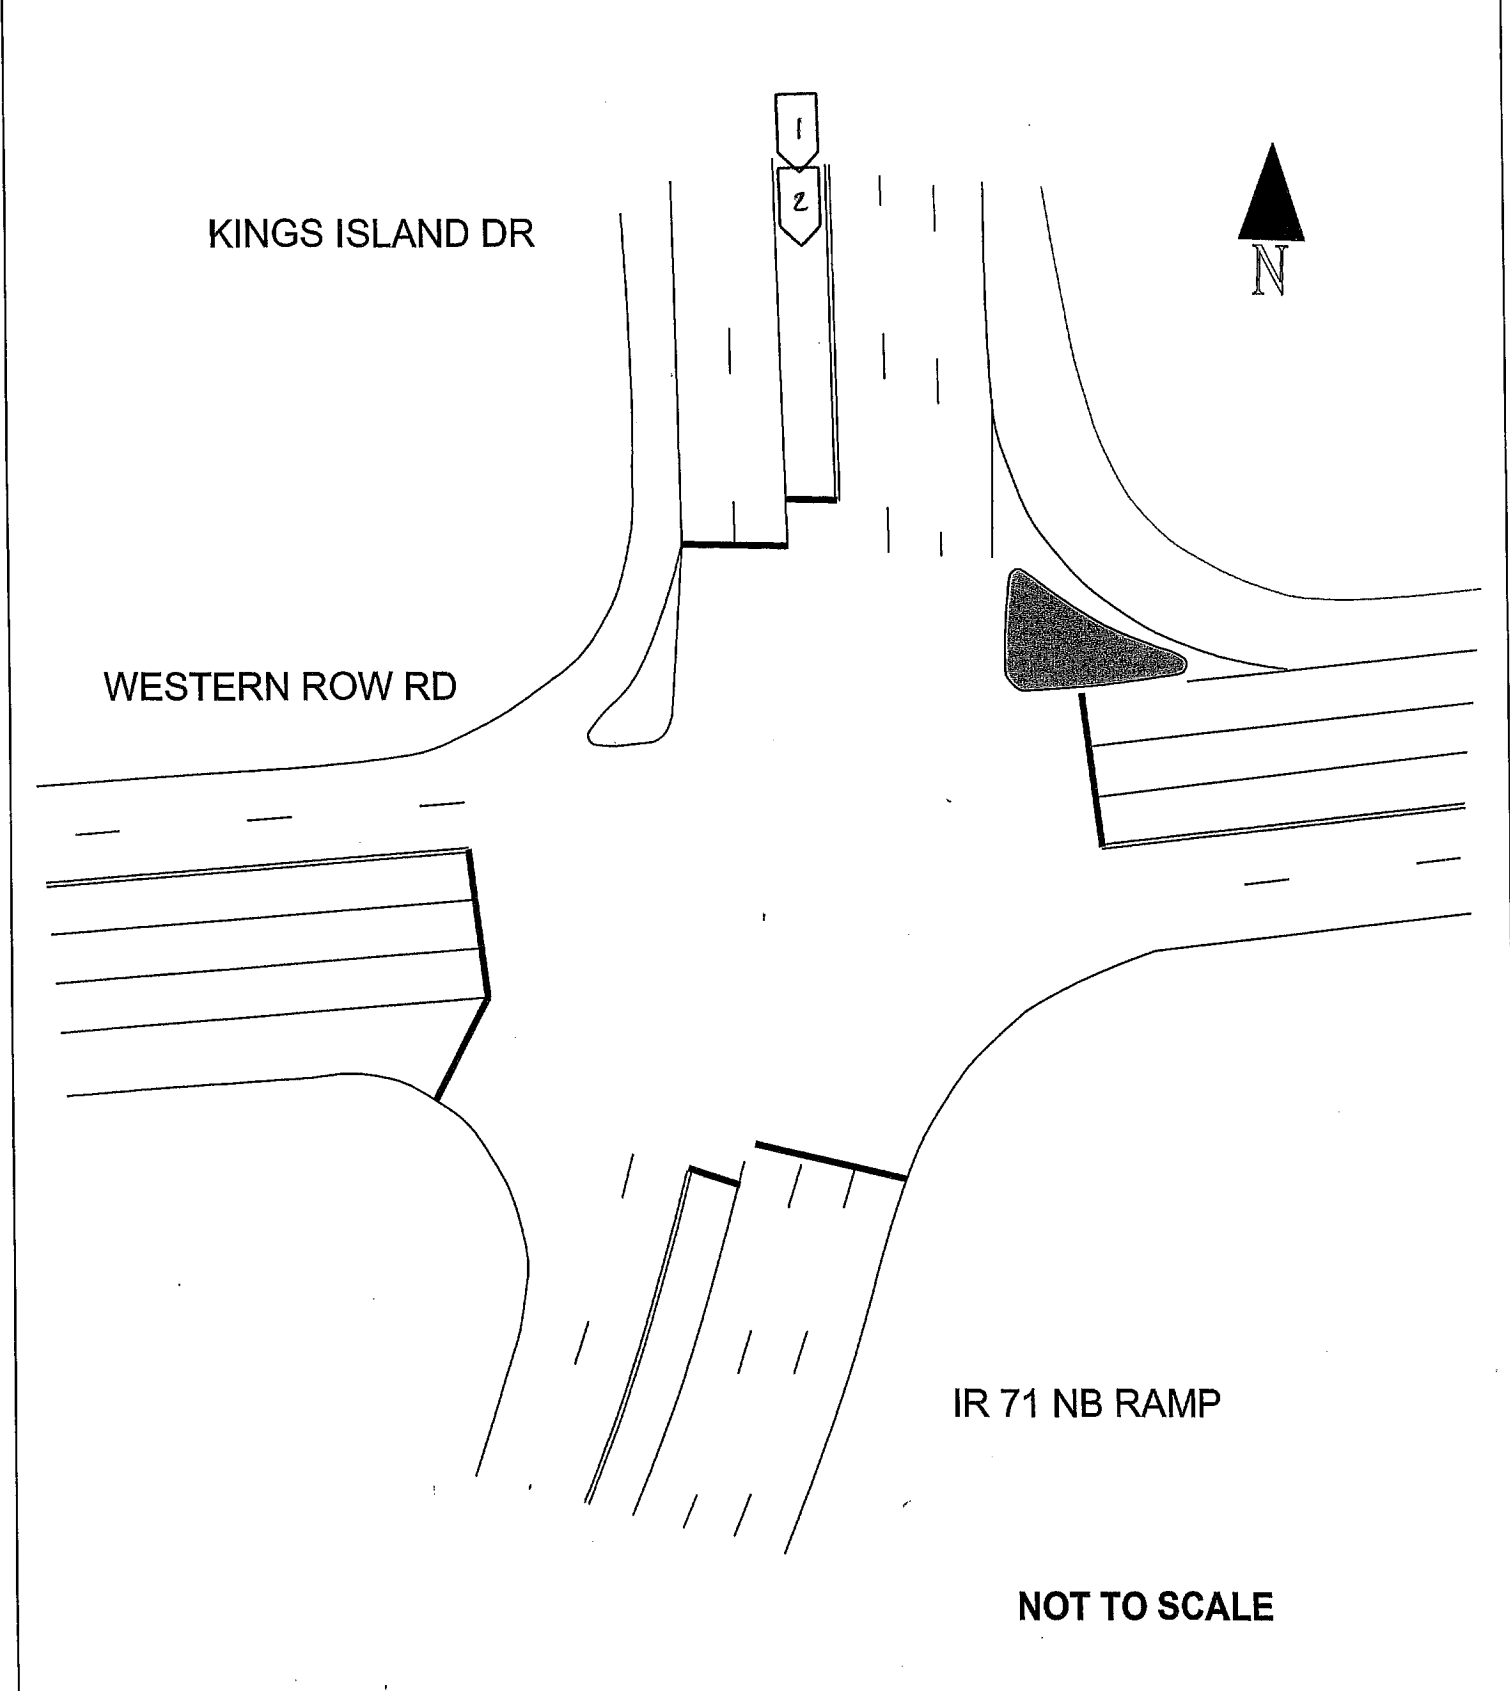 1
2
KINGS ISLAND DR
N
WESTERN ROW RD
IR 71 NB RAMP
NOT TO SCALE